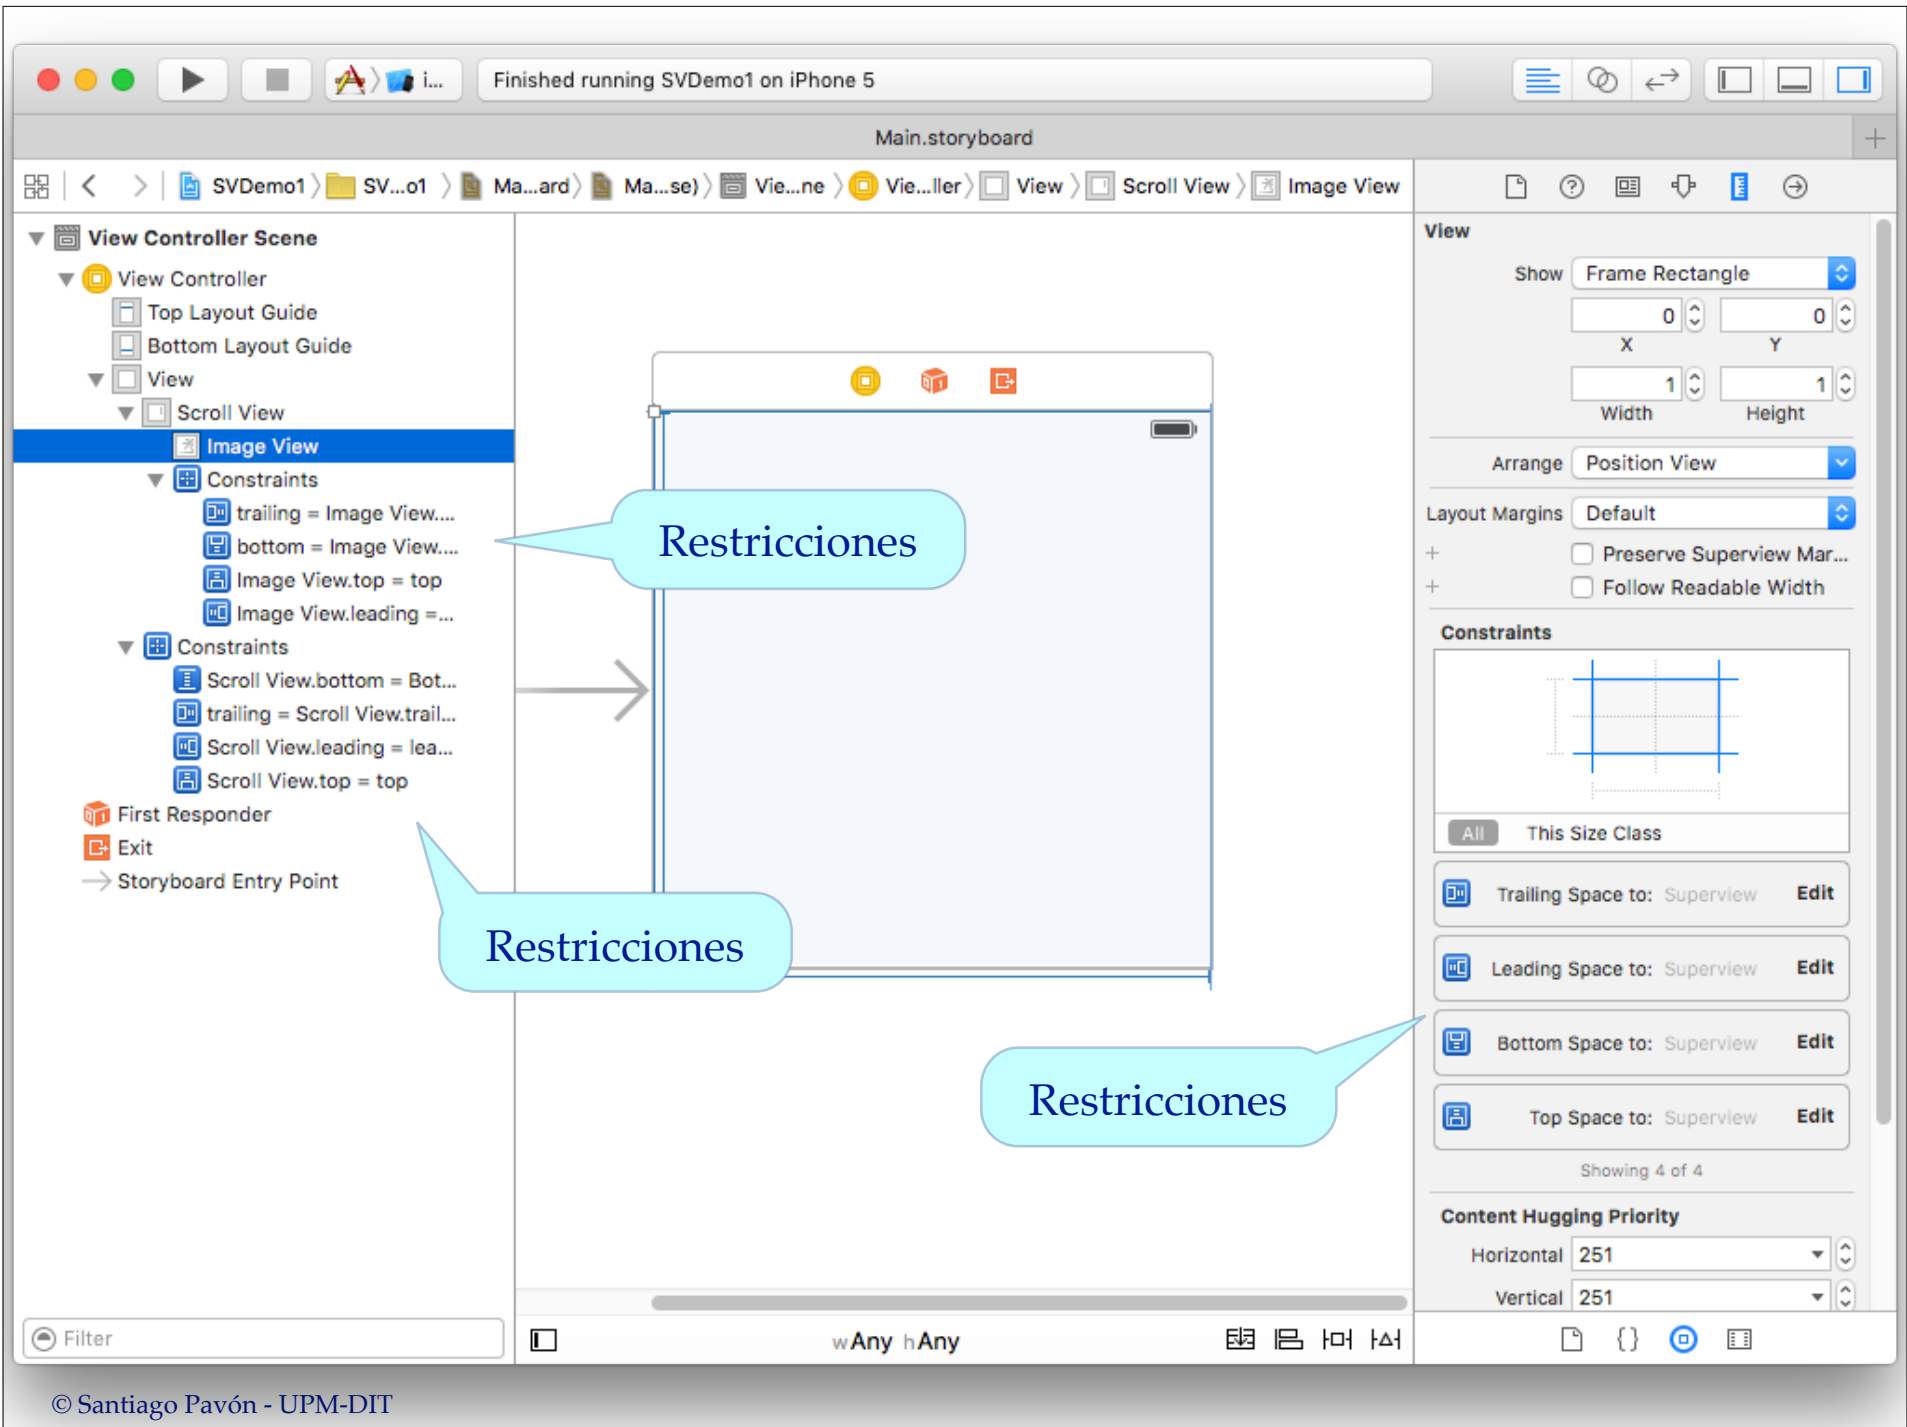 i...
Finished running SVDemo1 on iPhone 5
Main.storyboard
SVDemo1
SV...o1
Ma...ard
Ma...se)
Vie...ne
Vie...ller
View
Scroll View
Image View
View Controller Scene
View Controller
Top Layout Guide
Bottom Layout Guide
View
Scroll View
Image View
Constraints
trailing = Image View....
bottom = Image View....
Image View.top = top
Image View.leading =...
Constraints
Scroll View.bottom = Bot...
trailing = Scroll View.trail...
Scroll View.leading = lea...
Scroll View.top = top
First Responder
Exit
Storyboard Entry Point
Filter
Restricciones
Restricciones
Restricciones
wAny hAny
View
Show Frame Rectangle
0 0
X Y
1 1
Width Height
Arrange Position View
Layout Margins Default
Preserve Superview Mar...
Follow Readable Width
Constraints
All This Size Class
Trailing Space to: Superview Edit
Leading Space to: Superview Edit
Bottom Space to: Superview Edit
Top Space to: Superview Edit
Showing 4 of 4
Content Hugging Priority
Horizontal 251
Vertical 251
© Santiago Pavón - UPM-DIT